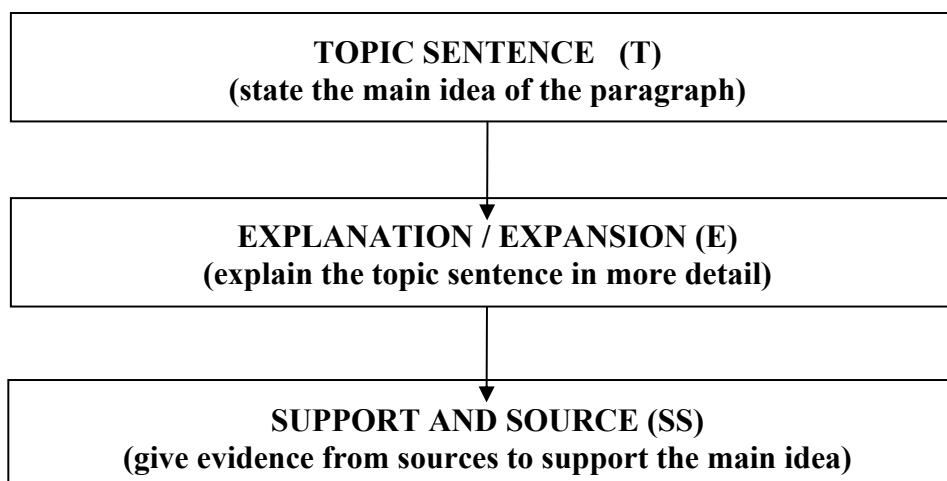 TOPIC SENTENCE (T)
(state the main idea of the paragraph)
EXPLANATION / EXPANSION (E)
(explain the topic sentence in more detail)
SUPPORT AND SOURCE (SS)
(give evidence from sources to support the main idea)